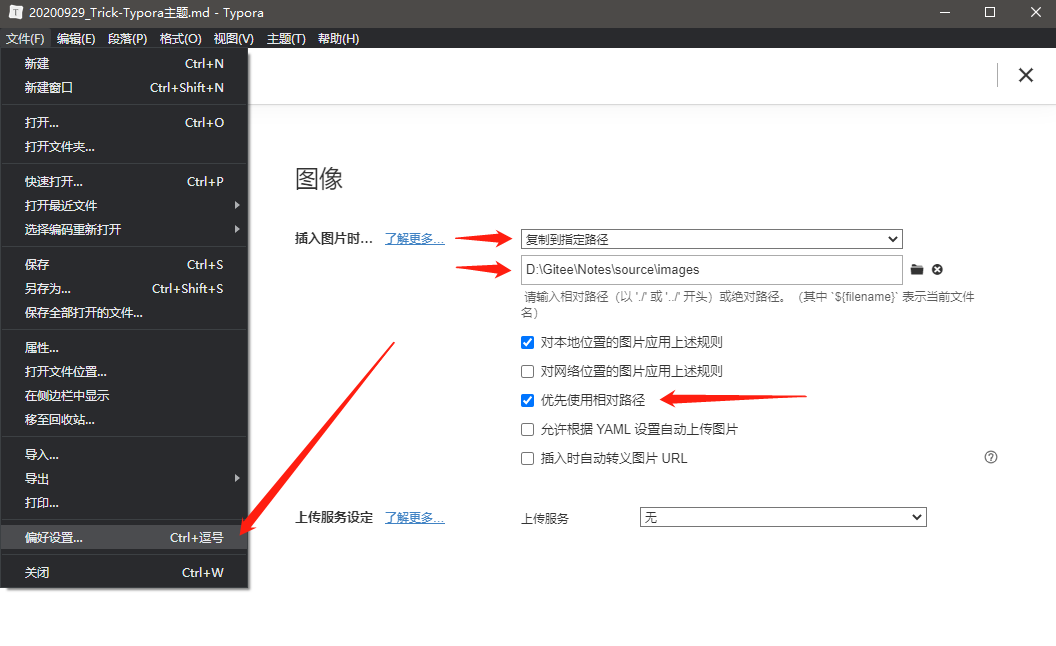 20200929_Trick-Typora主题.md - Typora
文件(F) 编辑(E) 段落(P) 格式(O) 视图(V) 主题(T) 帮助(H)
新建 Ctrl+N
新建窗口 Ctrl+Shift+N
打开... Ctrl+O
打开文件夹...
快速打开... Ctrl+P
打开最近文件
选择编码重新打开
保存 Ctrl+S
另存为... Ctrl+Shift+S
保存全部打开的文件...
属性...
打开文件位置...
在侧边栏中显示
移至回收站...
导入...
导出
打印...
偏好设置... Ctrl+逗号
关闭 Ctrl+W
图像
插入图片时... 了解更多... 复制到指定路径
D:\Gitee\Notes\source\images
请输入相对路径（以 './' 或 '../' 开头）或绝对路径。（其中 `${filename}` 表示当前文件
名）
对本地位置的图片应用上述规则
对网络位置的图片应用上述规则
优先使用相对路径
允许根据 YAML 设置自动上传图片
插入时自动转义图片 URL
上传服务设定 了解更多... 上传服务 无